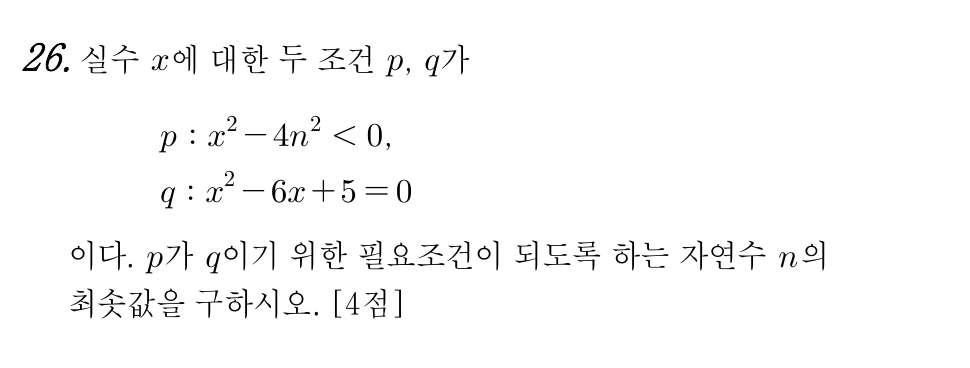 26. 실수 x에 대한 두 조건 p, q가
p : x² − 4n² < 0,
q : x² − 6x + 5 = 0
이다. p가 q이기 위한 필요조건이 되도록 하는 자연수 n의
최솟값을 구하시오. [4점]